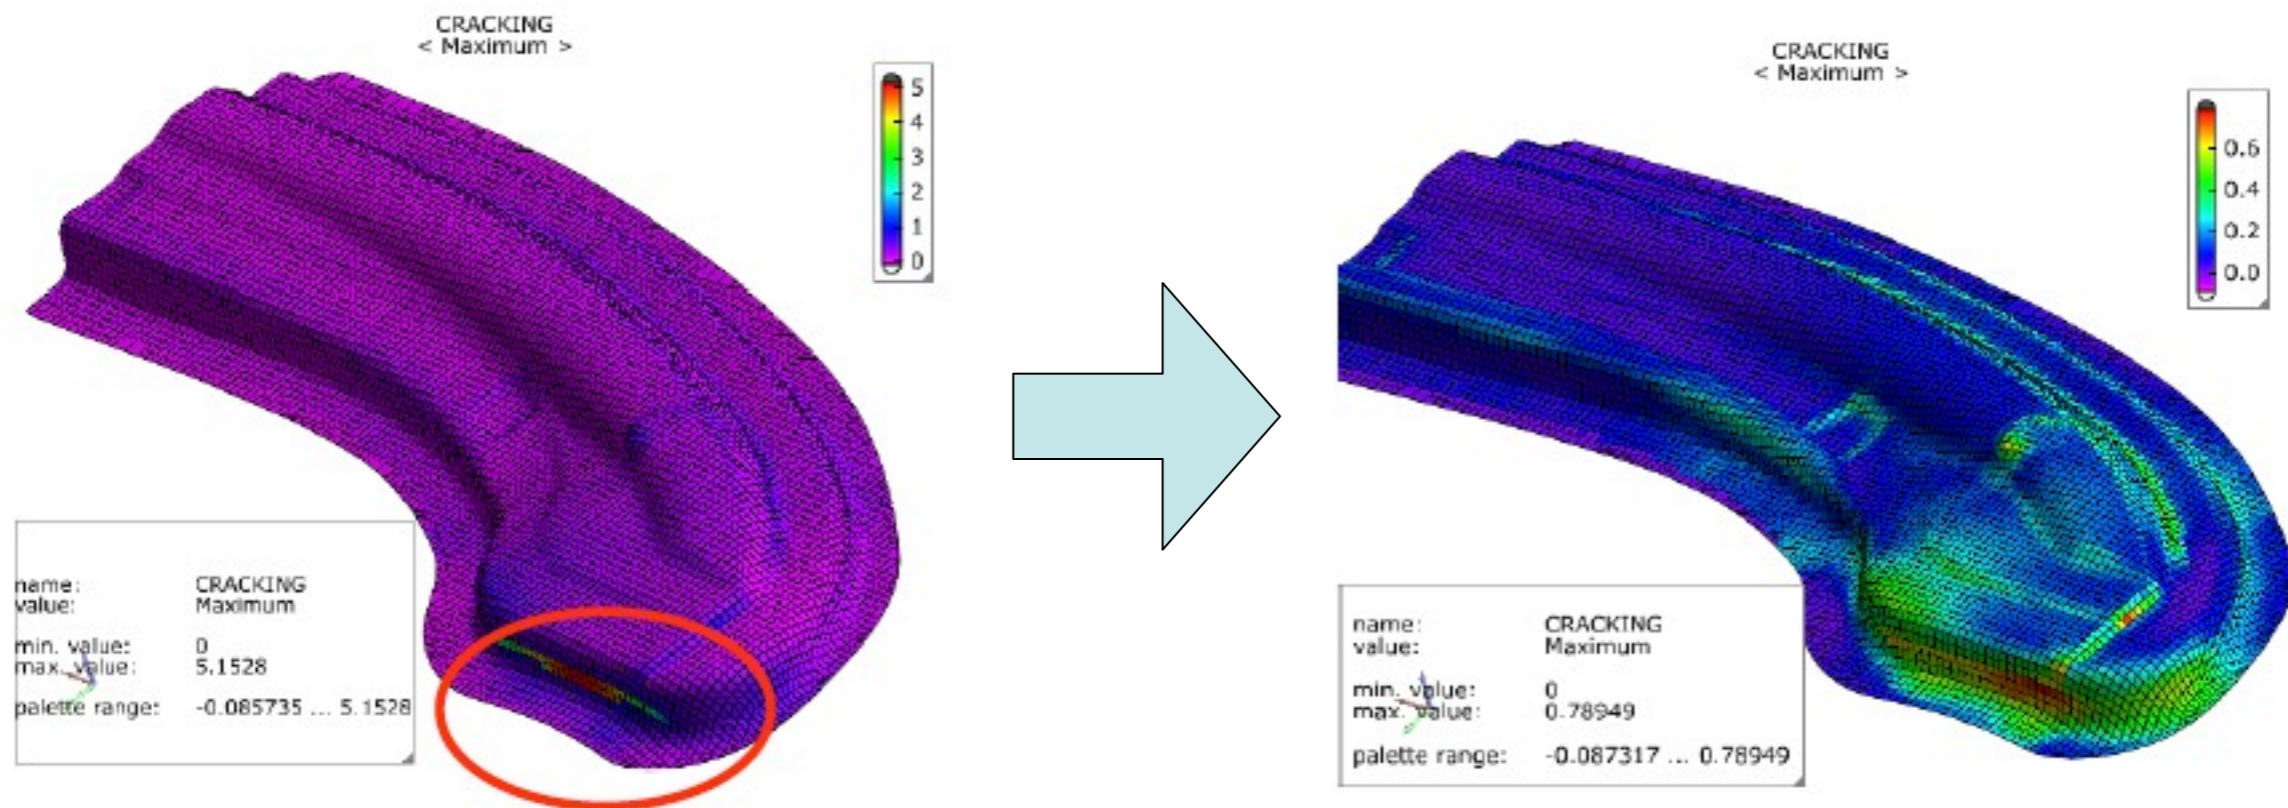 CRACKING
< Maximum >
5
4
3
2
1
0
name: CRACKING
value: Maximum
min. value: 0
max. value: 5.1528
palette range: -0.085735 ... 5.1528
CRACKING
< Maximum >
0.6
0.4
0.2
0.0
name: CRACKING
value: Maximum
min. value: 0
max. value: 0.78949
palette range: -0.087317 ... 0.78949